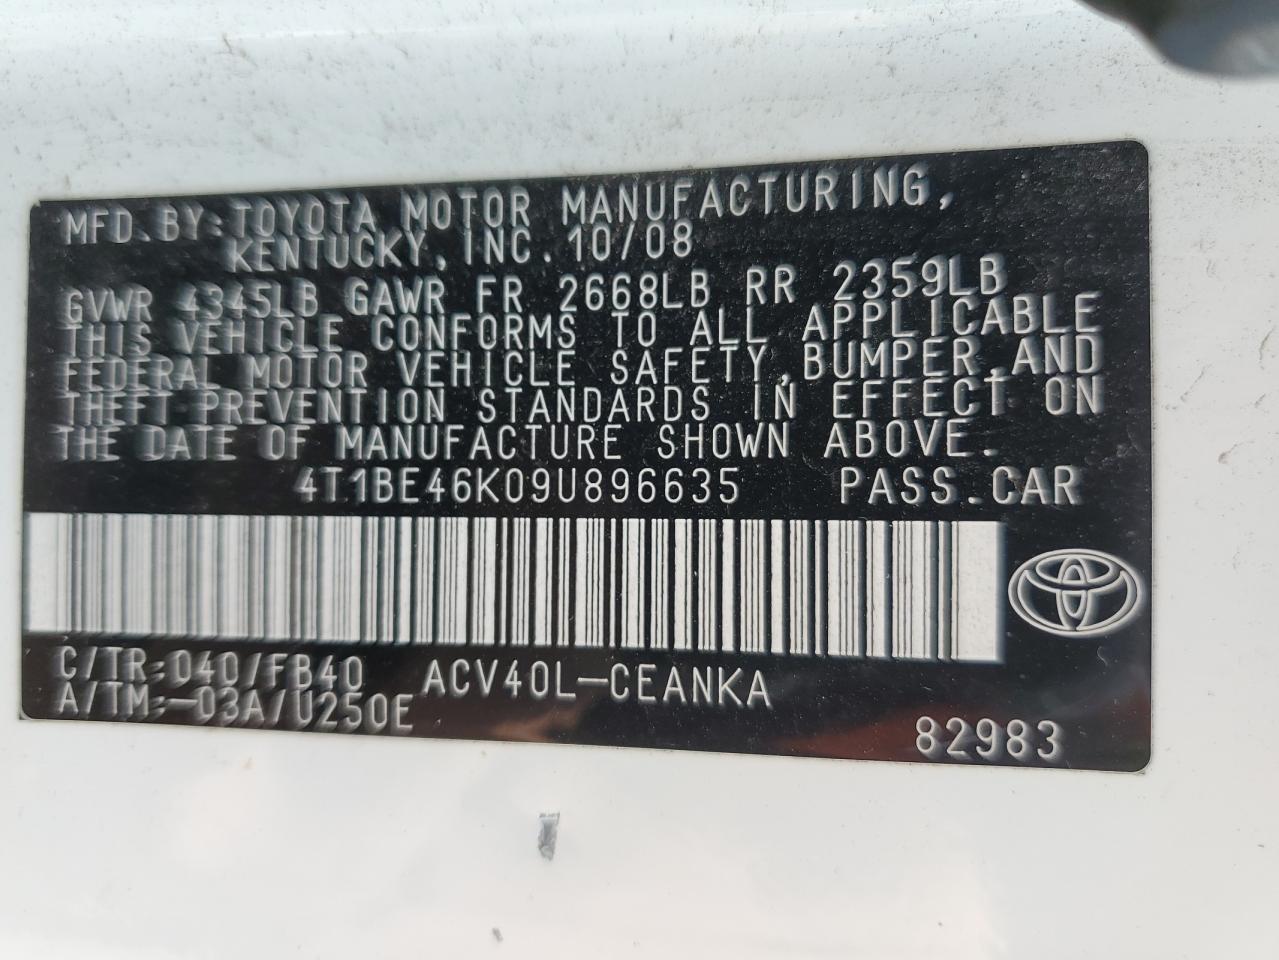 MFD.BY:TOYOTA MOTOR MANUFACTURING,
KENTUCKY,INC.10/08
GVWR 4345LB GAWR FR 2668LB RR 2359LB
THIS VEHICLE CONFORMS TO ALL APPLICABLE
FEDERAL MOTOR VEHICLE SAFETY,BUMPER,AND
THEFT PREVENTION STANDARDS IN EFFECT ON
THE DATE OF MANUFACTURE SHOWN ABOVE.
4T1BE46K09U896635 PASS.CAR
C/TR:040/FB40 ACV40L-CEANKA
A/TM:-03A/U250E
82983